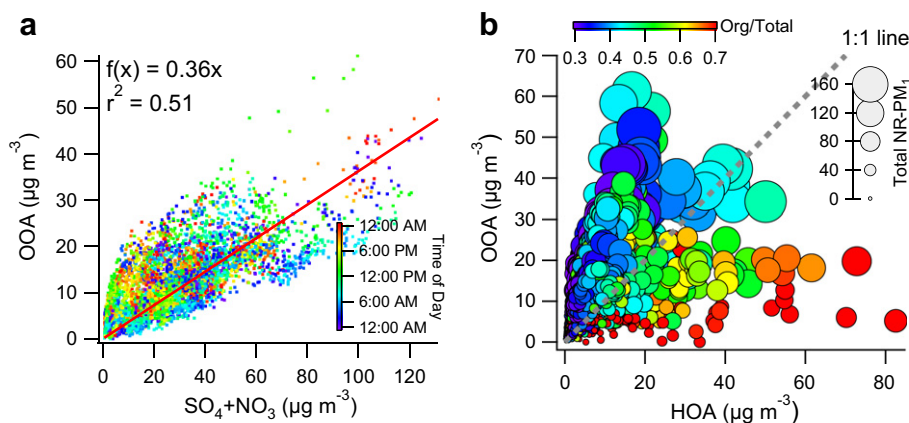 a
f(x) = 0.36x
r² = 0.51
60
50
40
30
20
10
0
OOA (µg m⁻³)
0 20 40 60 80 100 120
SO₄+NO₃ (µg m⁻³)
12:00 AM
6:00 PM
12:00 PM
6:00 AM
12:00 AM
Time of Day
b
Org/Total
0.3 0.4 0.5 0.6 0.7
1:1 line
70
60
50
40
30
20
10
0
OOA (µg m⁻³)
0 20 40 60 80
HOA (µg m⁻³)
160
120
80
40
0
Total NR-PM₁